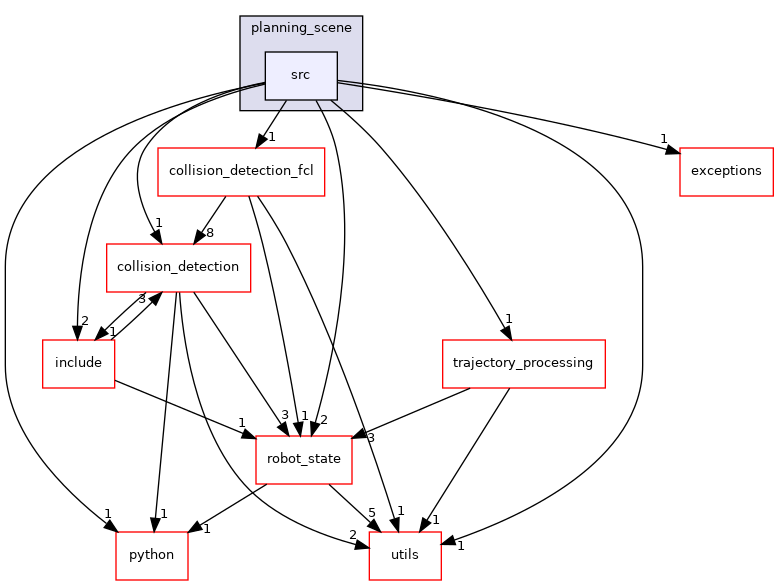 planning_scene
src
1
1
exceptions
collision_detection_fcl
1
8
collision_detection
3
2
1
1
include
trajectory_processing
1
3
1
2
3
robot_state
1
1
5
1
1
1
2
1
python
utils